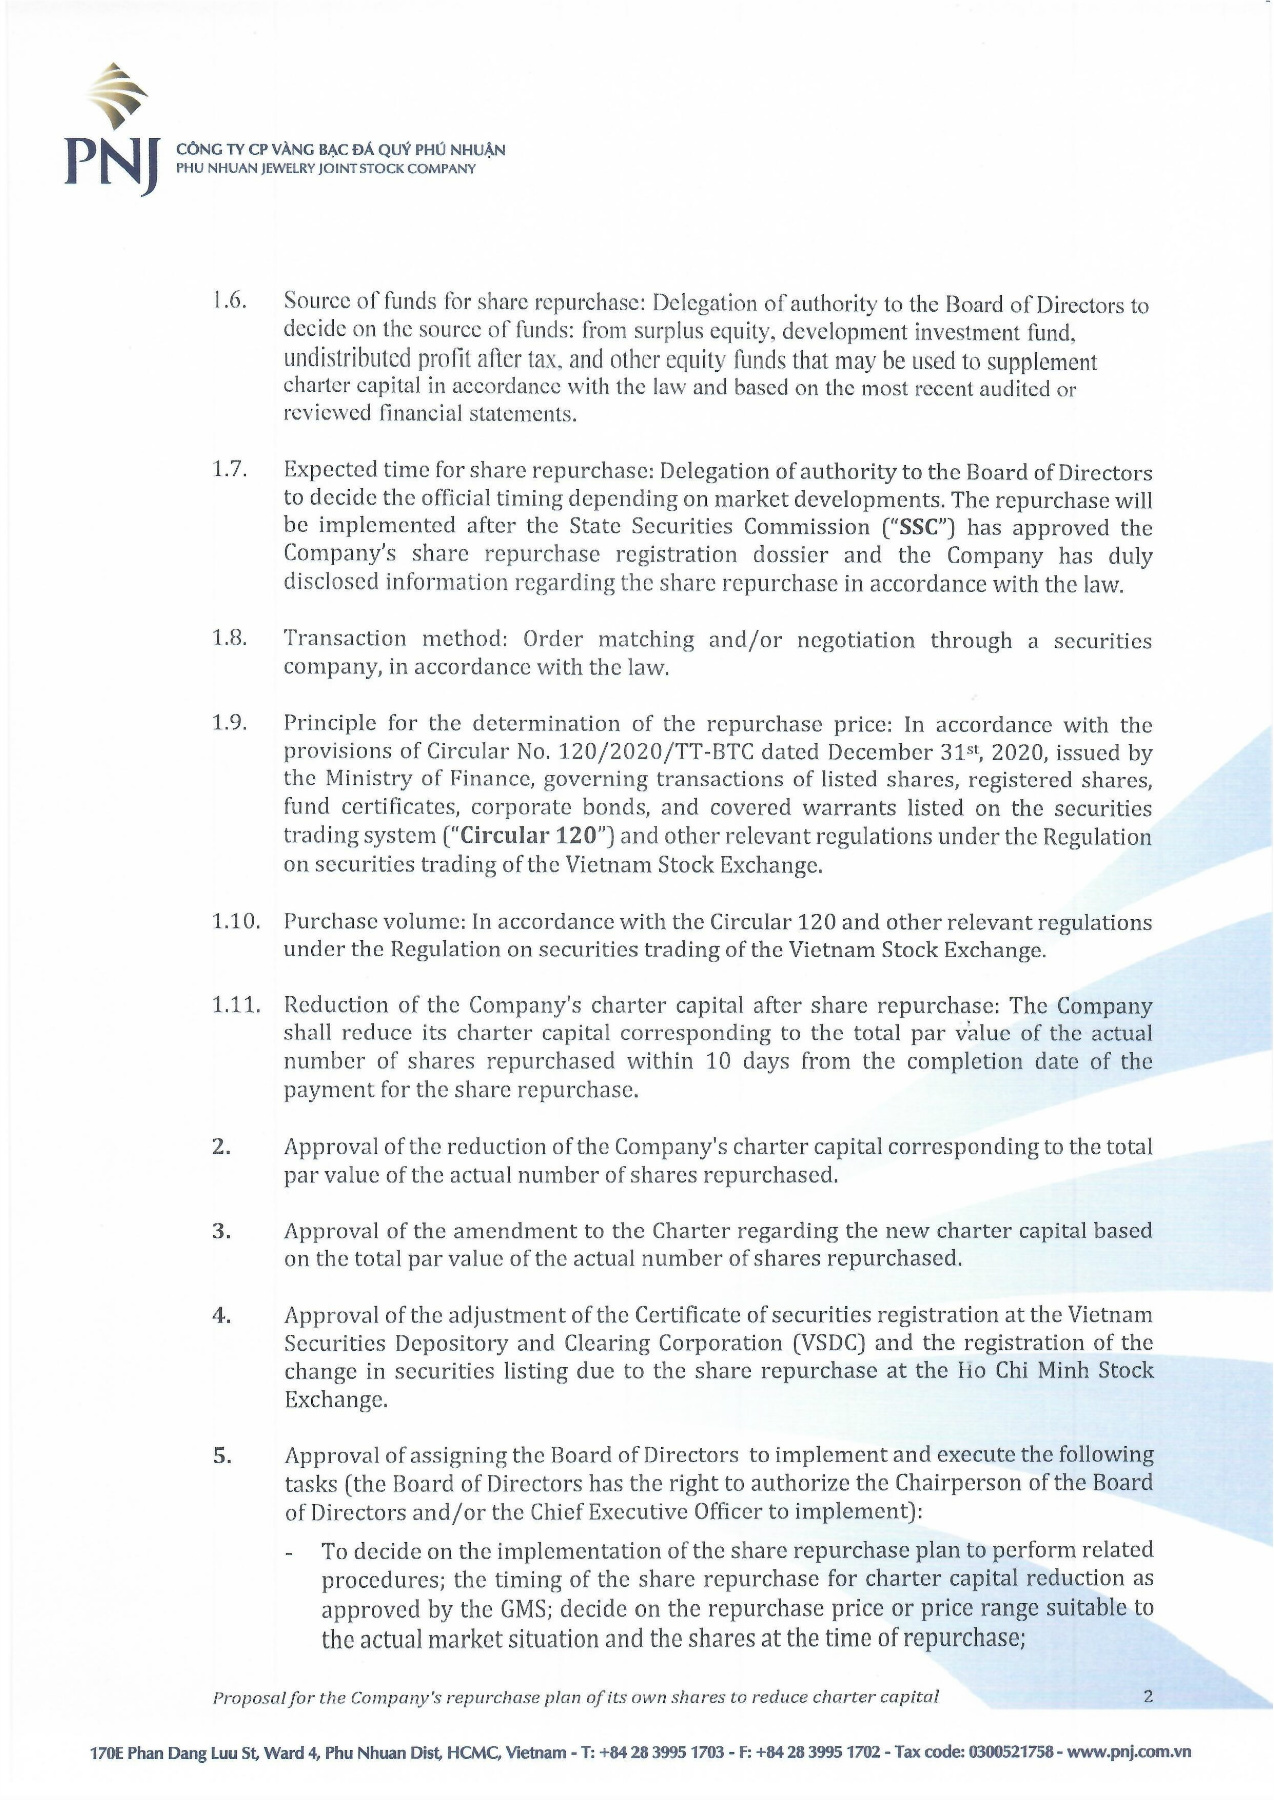 PNJ
CÔNG TY CP VÀNG BẠC ĐÁ QUÝ PHÚ NHUẬN
PHU NHUAN JEWELRY JOINT STOCK COMPANY
1.6. Source of funds for share repurchase: Delegation of authority to the Board of Directors to
decide on the source of funds: from surplus equity, development investment fund,
undistributed profit after tax, and other equity funds that may be used to supplement
charter capital in accordance with the law and based on the most recent audited or
reviewed financial statements.
1.7. Expected time for share repurchase: Delegation of authority to the Board of Directors
to decide the official timing depending on market developments. The repurchase will
be implemented after the State Securities Commission ("SSC") has approved the
Company's share repurchase registration dossier and the Company has duly
disclosed information regarding the share repurchase in accordance with the law.
1.8. Transaction method: Order matching and/or negotiation through a securities
company, in accordance with the law.
1.9. Principle for the determination of the repurchase price: In accordance with the
provisions of Circular No. 120/2020/TT-BTC dated December 31st, 2020, issued by
the Ministry of Finance, governing transactions of listed shares, registered shares,
fund certificates, corporate bonds, and covered warrants listed on the securities
trading system ("Circular 120") and other relevant regulations under the Regulation
on securities trading of the Vietnam Stock Exchange.
1.10. Purchase volume: In accordance with the Circular 120 and other relevant regulations
under the Regulation on securities trading of the Vietnam Stock Exchange.
1.11. Reduction of the Company's charter capital after share repurchase: The Company
shall reduce its charter capital corresponding to the total par value of the actual
number of shares repurchased within 10 days from the completion date of the
payment for the share repurchase.
2. Approval of the reduction of the Company's charter capital corresponding to the total
par value of the actual number of shares repurchased.
3. Approval of the amendment to the Charter regarding the new charter capital based
on the total par value of the actual number of shares repurchased.
4. Approval of the adjustment of the Certificate of securities registration at the Vietnam
Securities Depository and Clearing Corporation (VSDC) and the registration of the
change in securities listing due to the share repurchase at the Ho Chi Minh Stock
Exchange.
5. Approval of assigning the Board of Directors to implement and execute the following
tasks (the Board of Directors has the right to authorize the Chairperson of the Board
of Directors and/or the Chief Executive Officer to implement):
- To decide on the implementation of the share repurchase plan to perform related
procedures; the timing of the share repurchase for charter capital reduction as
approved by the GMS; decide on the repurchase price or price range suitable to
the actual market situation and the shares at the time of repurchase;
Proposal for the Company's repurchase plan of its own shares to reduce charter capital 2
170E Phan Dang Luu St, Ward 4, Phu Nhuan Dist, HCMC, Vietnam - T: +84 28 3995 1703 - F: +84 28 3995 1702 - Tax code: 0300521758 - www.pnj.com.vn